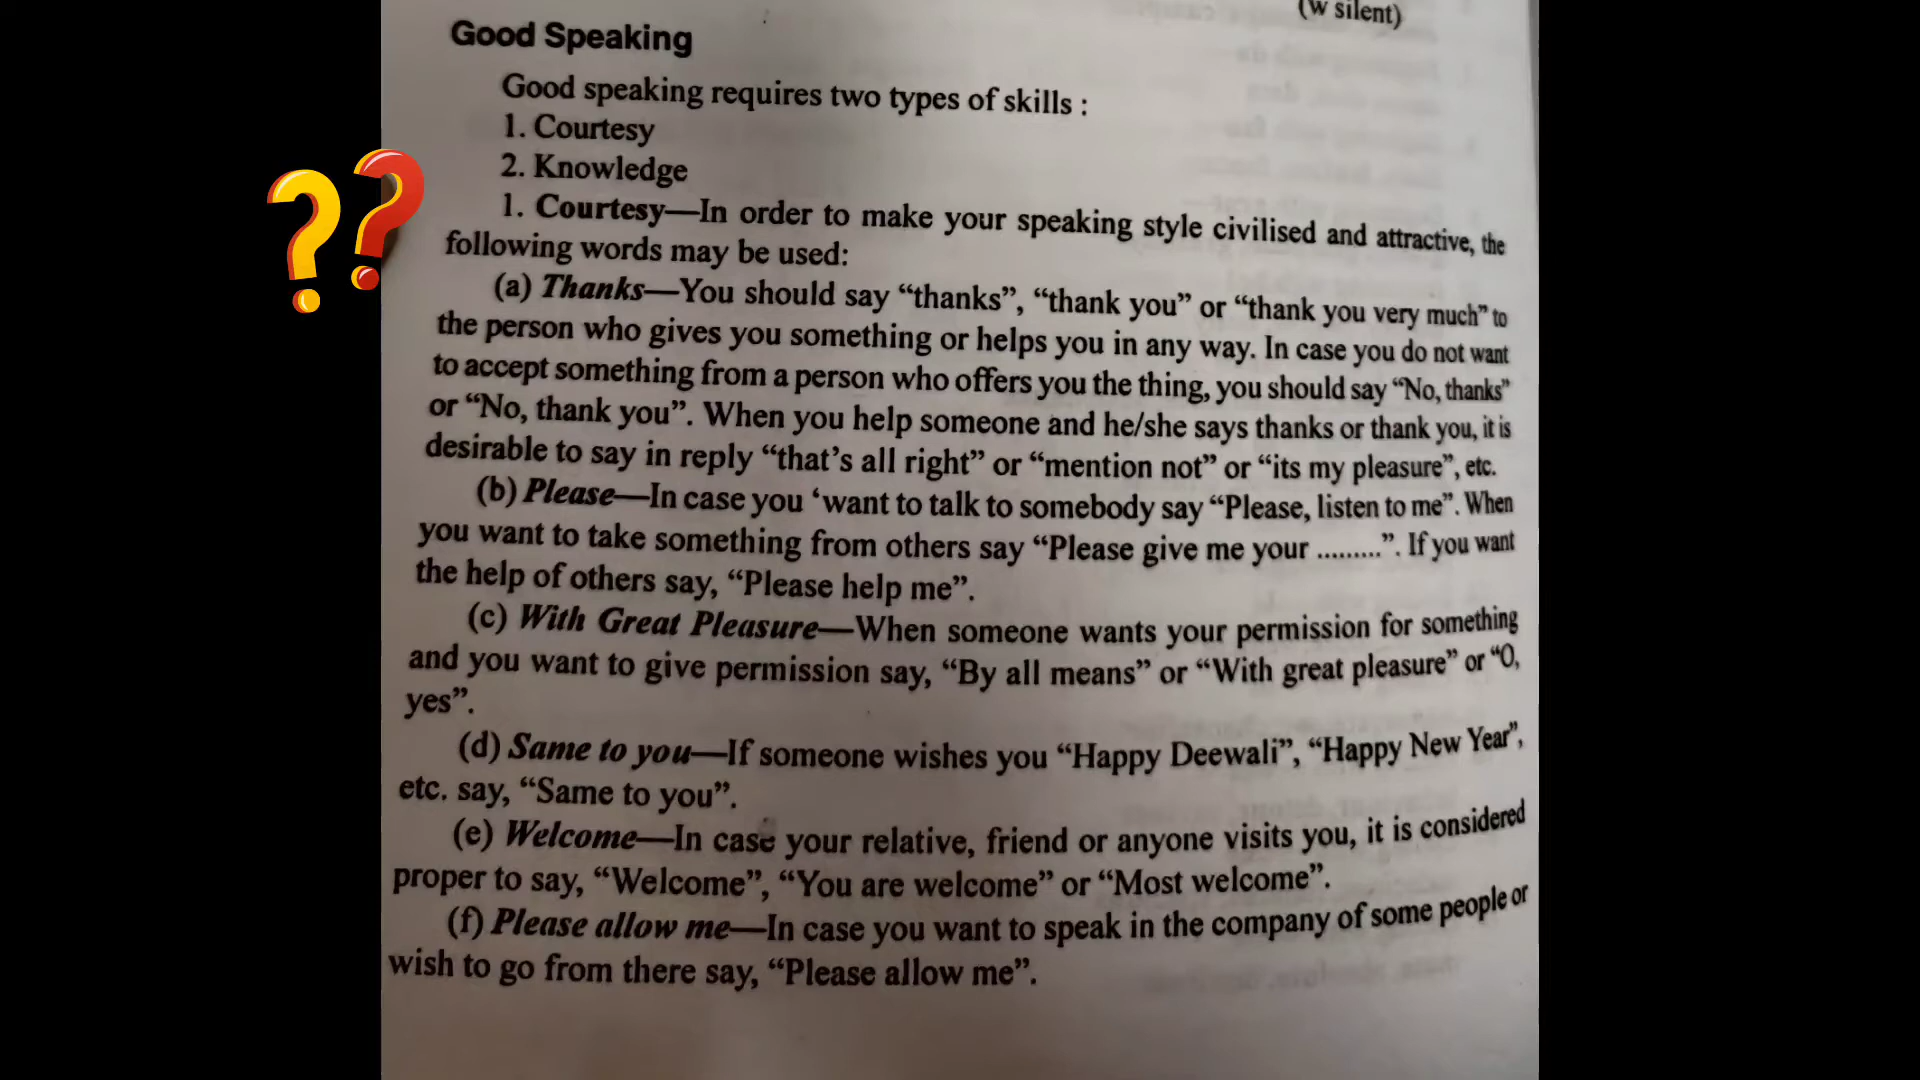 (w silent)
Good Speaking
Good speaking requires two types of skills :
1. Courtesy
2. Knowledge
1. Courtesy—In order to make your speaking style civilised and attractive, the
following words may be used:
(a) Thanks—You should say “thanks”, “thank you” or “thank you very much” to
the person who gives you something or helps you in any way. In case you do not want
to accept something from a person who offers you the thing, you should say “No, thanks”
or “No, thank you”. When you help someone and he/she says thanks or thank you, it is
desirable to say in reply “that’s all right” or “mention not” or “its my pleasure”, etc.
(b) Please—In case you ‘want to talk to somebody say “Please, listen to me”. When
you want to take something from others say “Please give me your .........”. If you want
the help of others say, “Please help me”.
(c) With Great Pleasure—When someone wants your permission for something
and you want to give permission say, “By all means” or “With great pleasure” or “O,
yes”.
(d) Same to you—If someone wishes you “Happy Deewali”, “Happy New Year”,
etc. say, “Same to you”.
(e) Welcome—In case your relative, friend or anyone visits you, it is considered
proper to say, “Welcome”, “You are welcome” or “Most welcome”.
(f) Please allow me—In case you want to speak in the company of some people or
wish to go from there say, “Please allow me”.